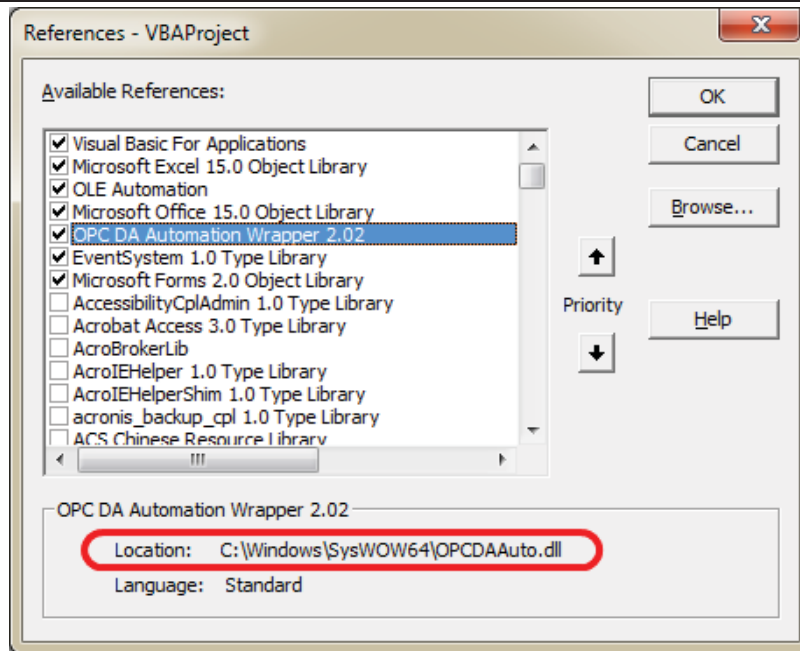 References - VBAProject
Available References:
OK
Cancel
Browse...
Priority
Help
Visual Basic For Applications
Microsoft Excel 15.0 Object Library
OLE Automation
Microsoft Office 15.0 Object Library
OPC DA Automation Wrapper 2.02
EventSystem 1.0 Type Library
Microsoft Forms 2.0 Object Library
AccessibilityCplAdmin 1.0 Type Library
Acrobat Access 3.0 Type Library
AcroBrokerLib
AcroIEHelper 1.0 Type Library
AcroIEHelperShim 1.0 Type Library
acronis_backup_cpl 1.0 Type Library
ACS Chinese Resource Library
OPC DA Automation Wrapper 2.02
Location: C:\Windows\SysWOW64\OPCDAAuto.dll
Language: Standard